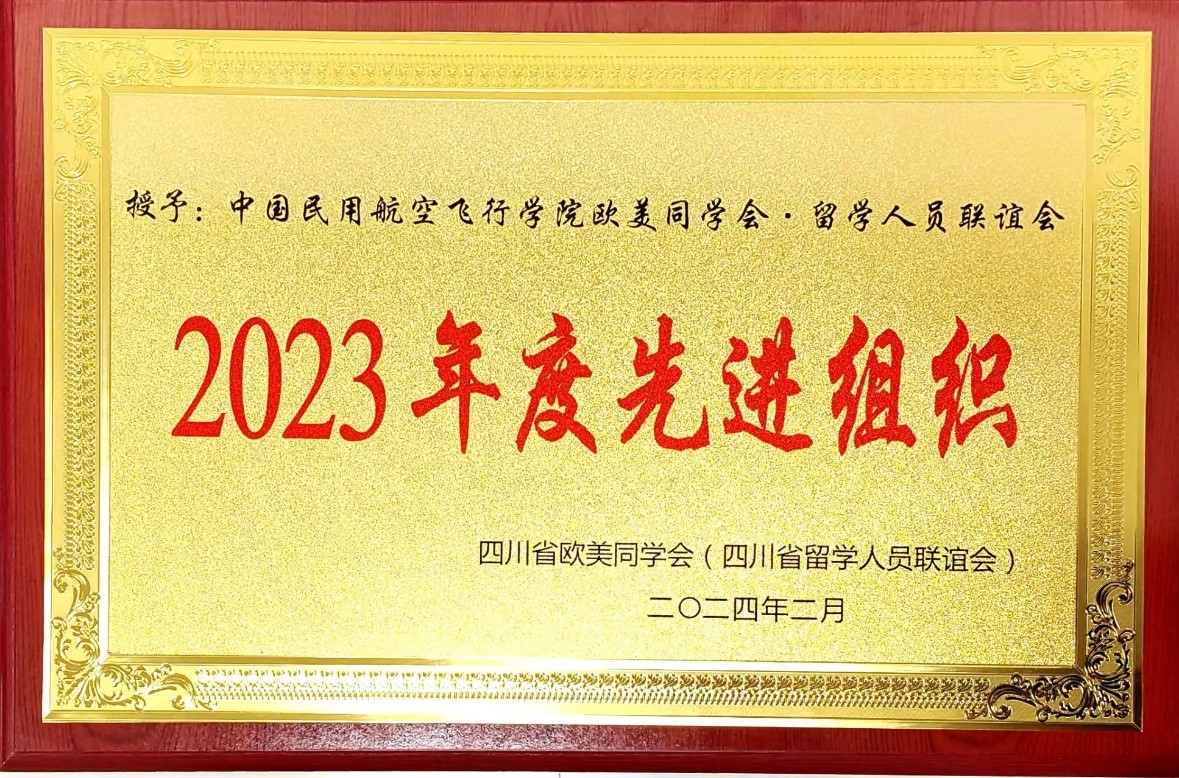 授予：中国民用航空飞行学院欧美同学会·留学人员联谊会
2023年度先进组织
四川省欧美同学会（四川省留学人员联谊会）
二〇二四年二月